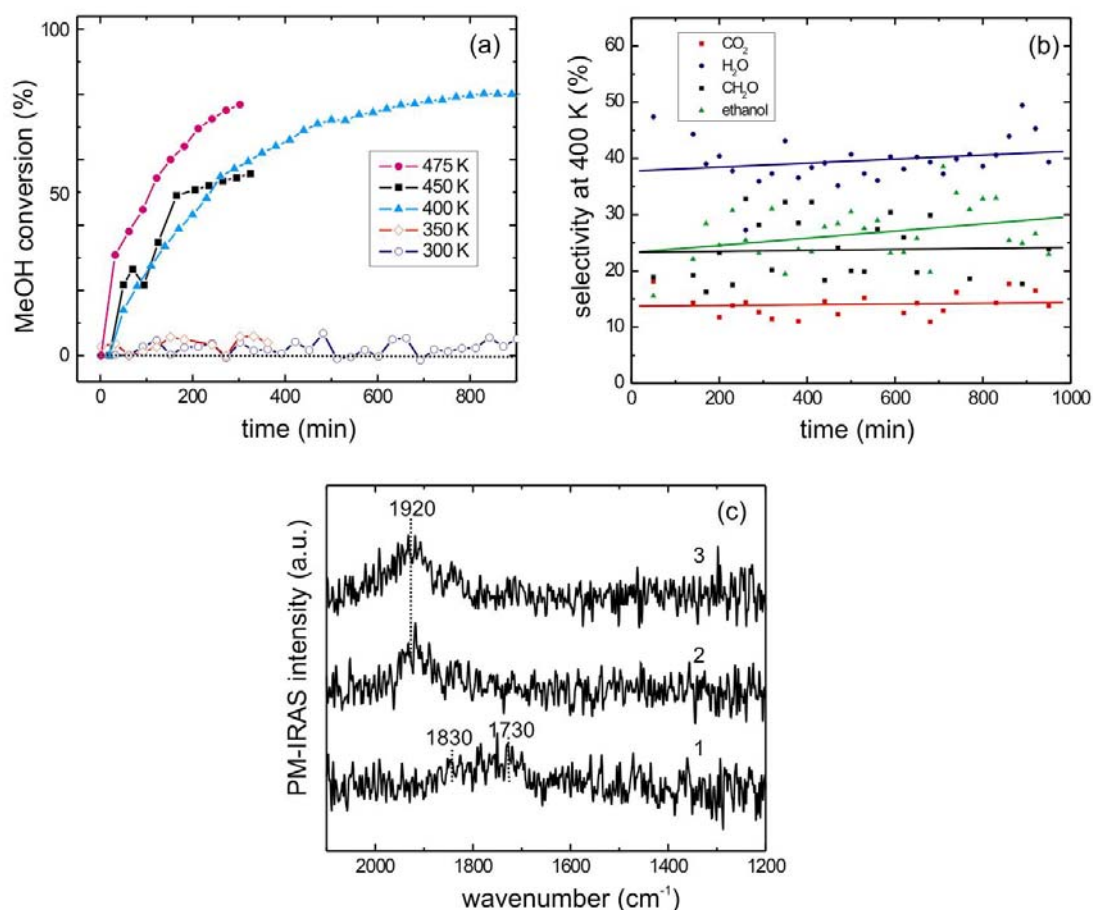 (a)
MeOH conversion (%)
100
50
0
475 K
450 K
400 K
350 K
300 K
0 200 400 600 800
time (min)
(b)
selectivity at 400 K (%)
60
50
40
30
20
10
0
CO₂
H₂O
CH₂O
ethanol
0 200 400 600 800 1000
time (min)
(c)
PM-IRAS intensity (a.u.)
1920
3
2
1830 1730
1
2000 1800 1600 1400 1200
wavenumber (cm⁻¹)